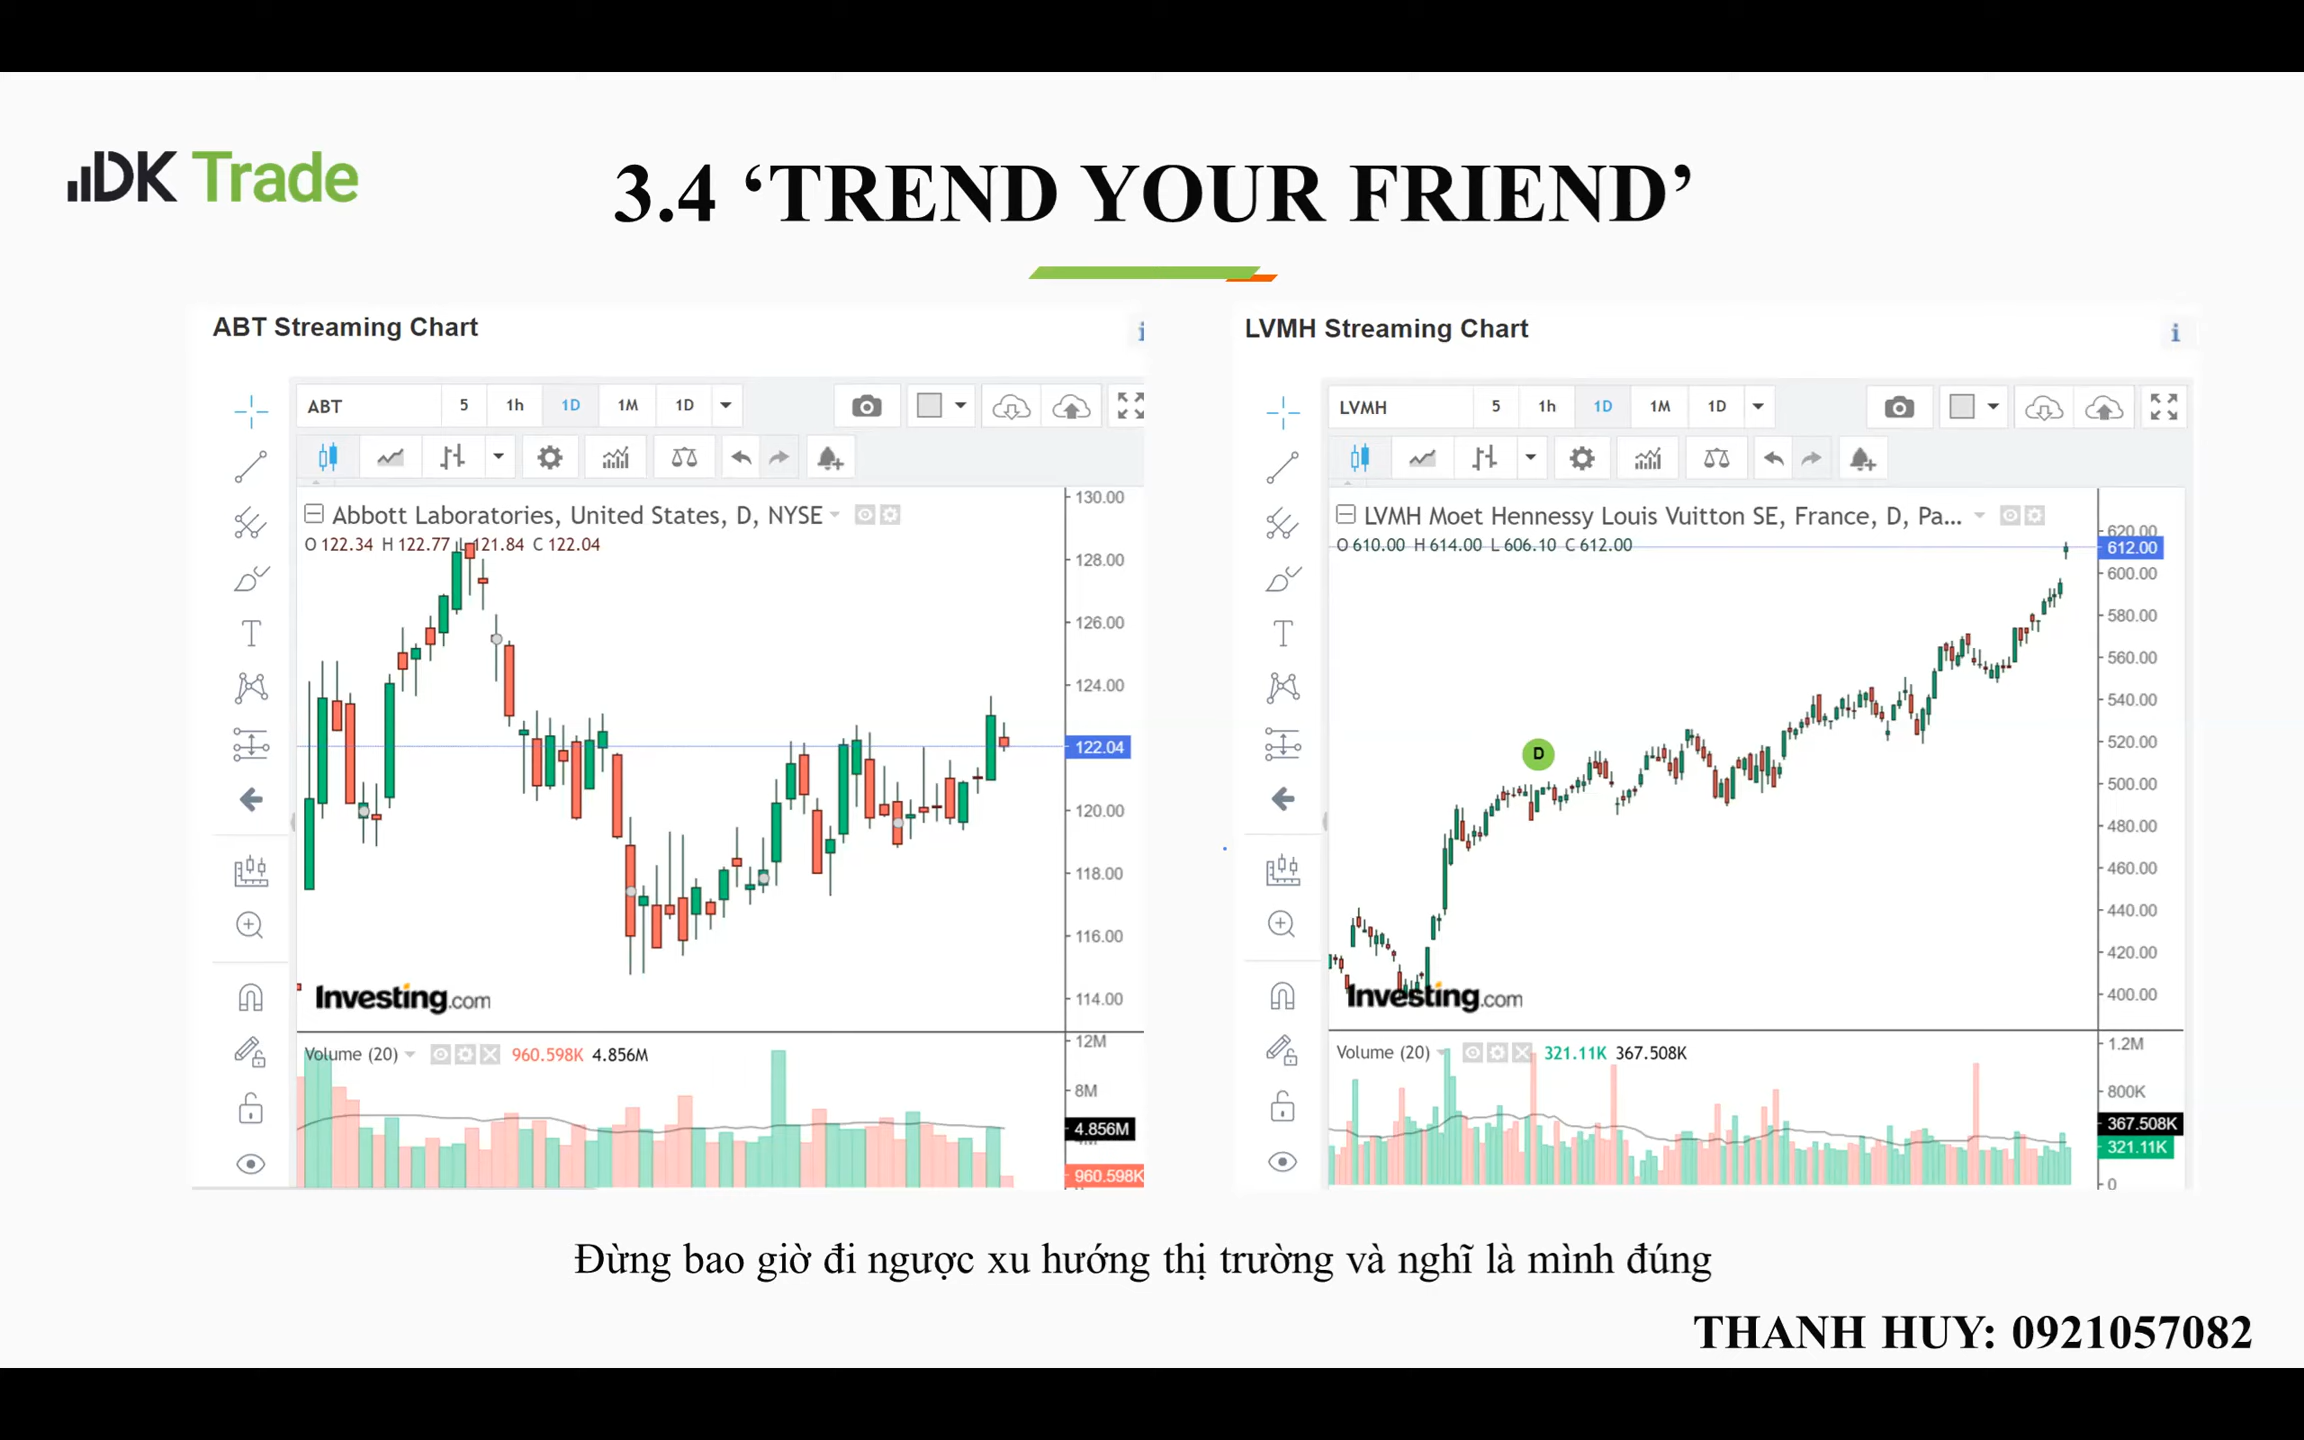 DK Trade
3.4 ‘TREND YOUR FRIEND’
ABT Streaming Chart
ABT 5 1h 1D 1M 1D
Abbott Laboratories, United States, D, NYSE
O 122.34 H 122.77 L 121.84 C 122.04
130.00
128.00
126.00
124.00
122.04
120.00
118.00
116.00
114.00
Investing.com
Volume (20) 960.598K 4.856M
12M
8M
4.856M
960.598K
LVMH Streaming Chart
LVMH 5 1h 1D 1M 1D
LVMH Moet Hennessy Louis Vuitton SE, France, D, Pa...
O 610.00 H 614.00 L 606.10 C 612.00
620.00
612.00
600.00
580.00
560.00
540.00
520.00
D
500.00
480.00
460.00
440.00
420.00
400.00
Investing.com
Volume (20) 321.11K 367.508K
1.2M
800K
367.508K
321.11K
0
Đừng bao giờ đi ngược xu hướng thị trường và nghĩ là mình đúng
THANH HUY: 0921057082